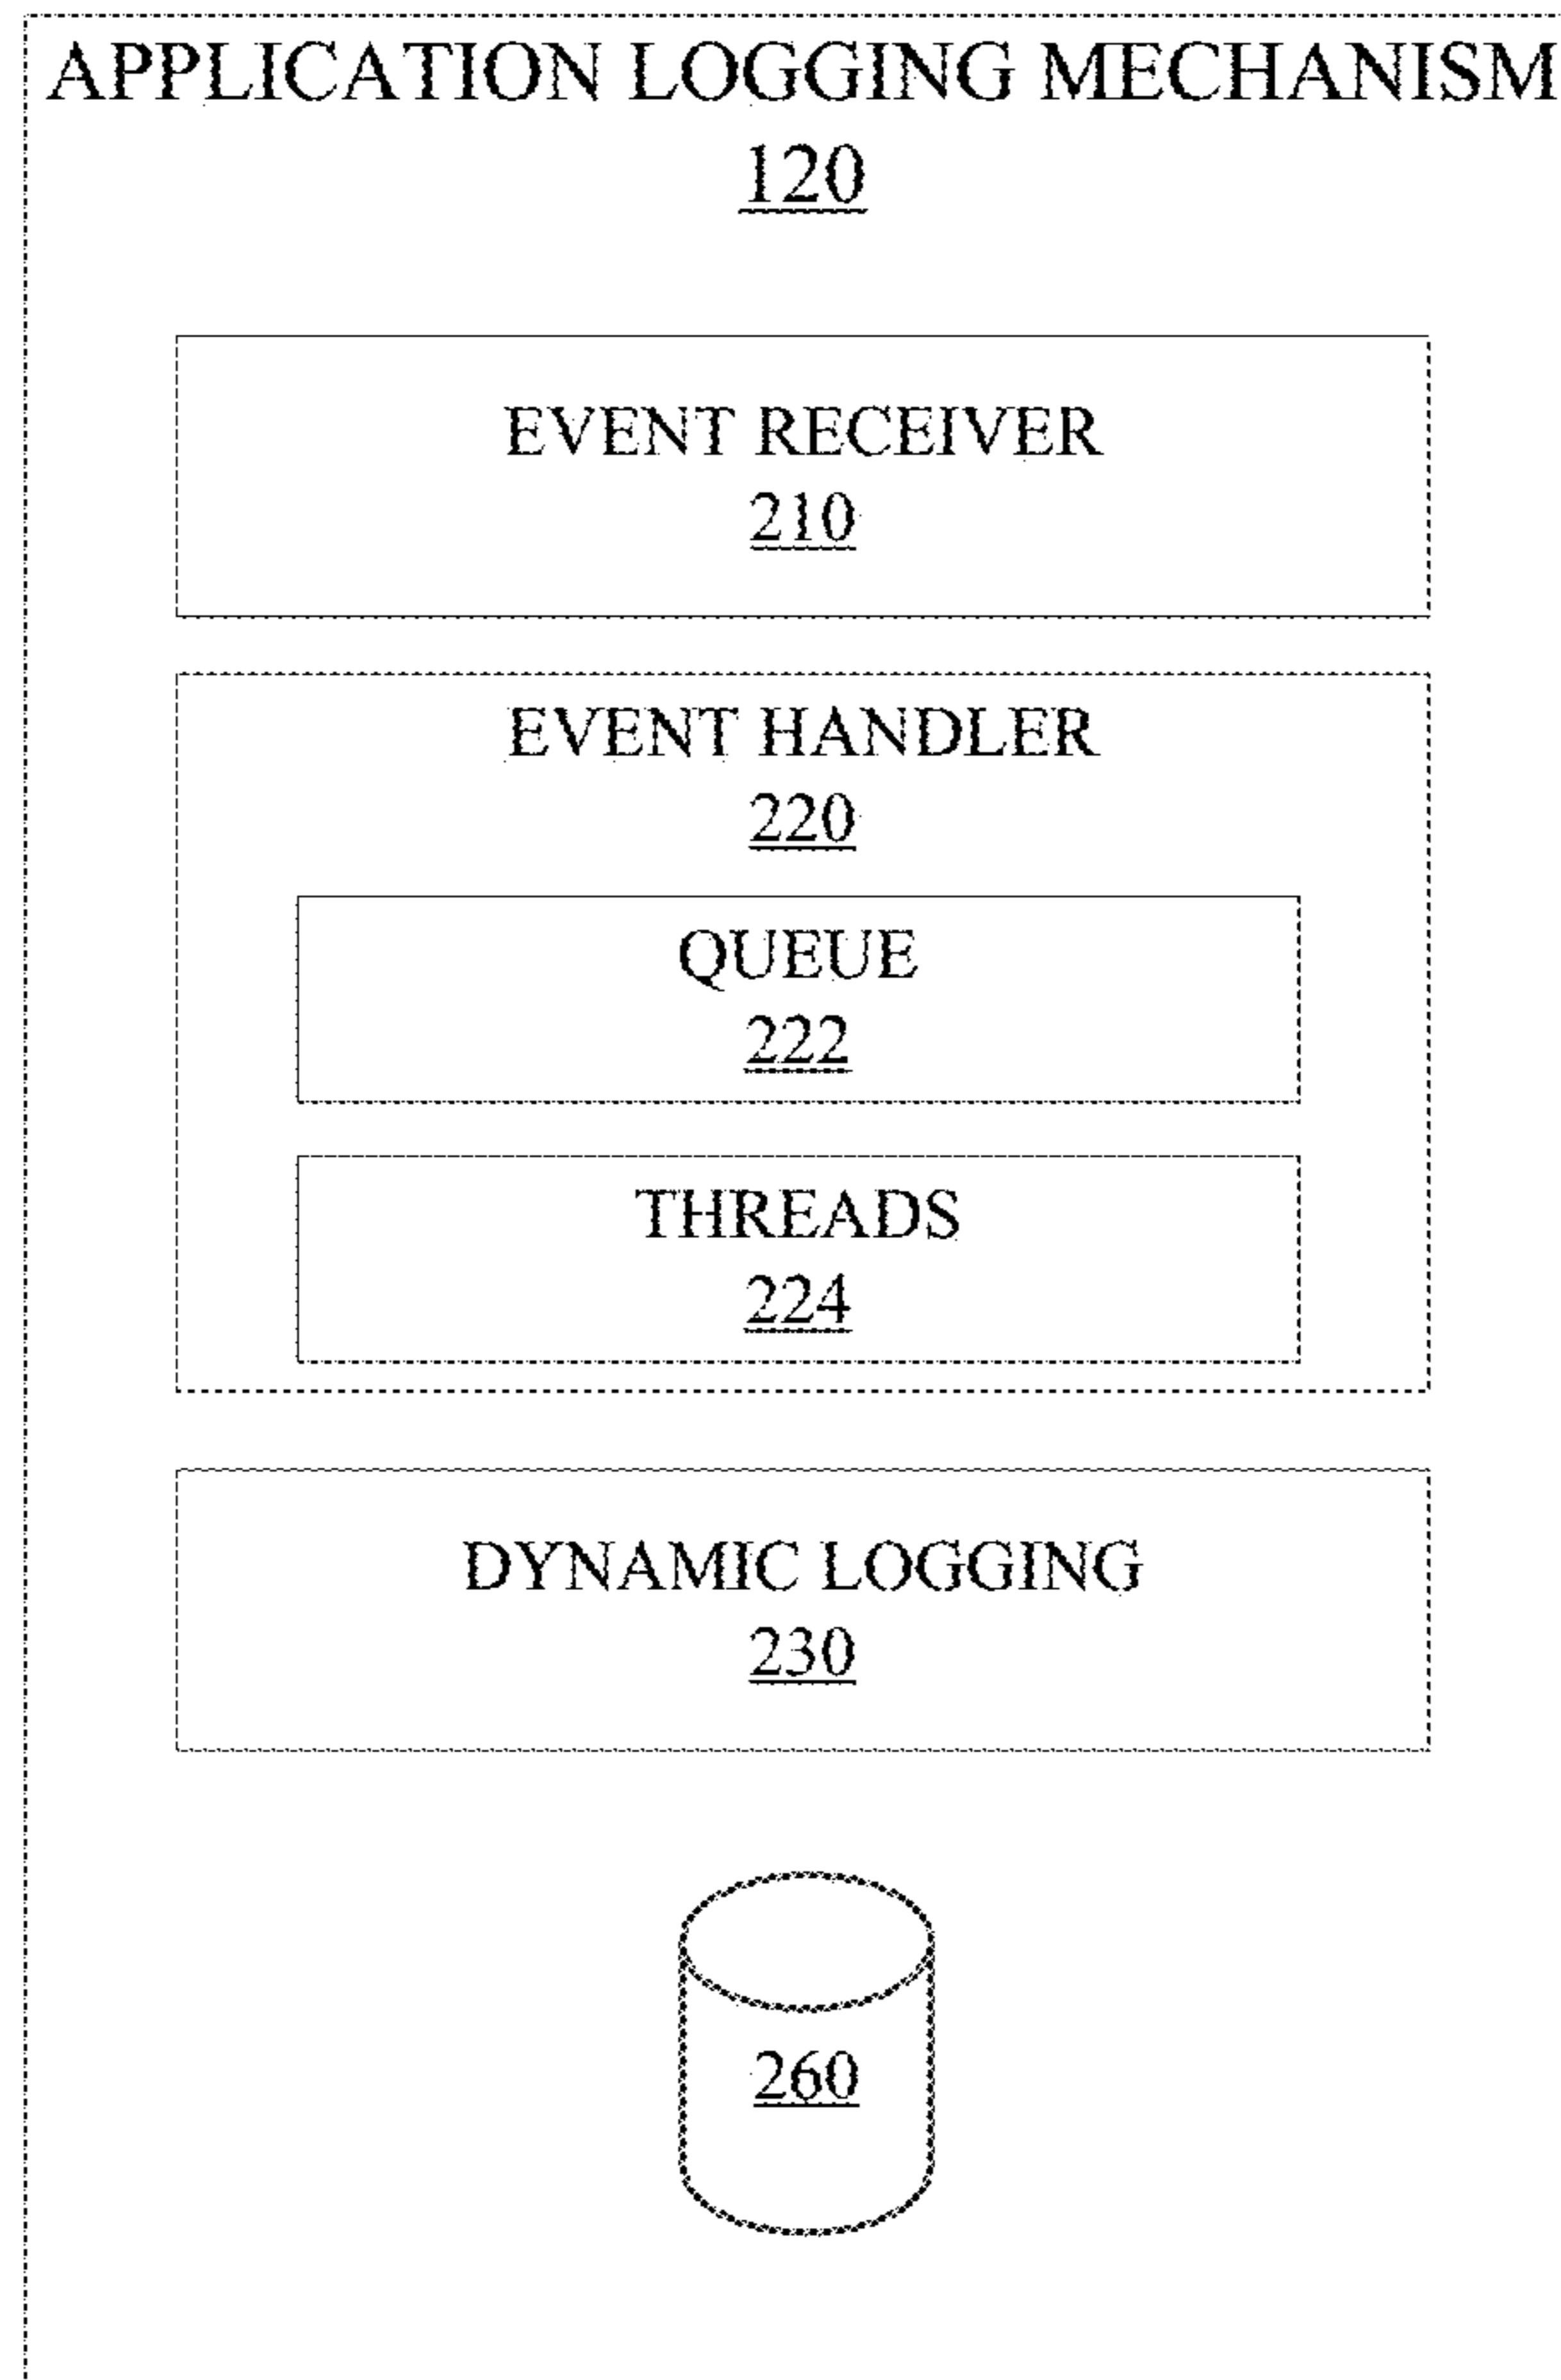 APPLICATION LOGGING MECHANISM
120
EVENT RECEIVER
210
EVENT HANDLER
220
QUEUE
222
THREADS
224
DYNAMIC LOGGING
230
260